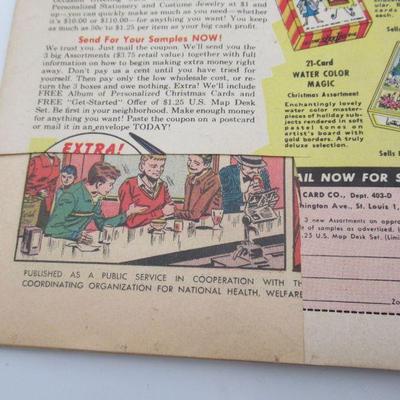 Personalized Stationery and Costume Jewelry at $1 and
up—you can quickly make as much as needed—whether
it's $10.00 or $110.00—for anything you want! You keep
as much as 50c to $1.25 per item as your big cash profit.
Send For Your Samples NOW!
We trust you. Just mail the coupon. We'll send you the
3 big Assortments ($3.75 retail value) together with full
information on how to begin making extra money right
away. Don't pay us a cent until you have tried for
yourself. Then pay only the low wholesale cost, or re-
turn the 3 boxes and owe nothing. Extra! We'll include
FREE Album of Personalized Christmas Cards and
FREE "Get-Started" Offer of $1.25 U.S. Map Desk
Set. Be first in your neighborhood. Make enough money
for anything you want! Paste the coupon on a postcard
or mail it in an envelope TODAY!
21-Card
WATER COLOR
MAGIC
Christmas Assortment
Enchantingly lovely
water color master-
pieces of holiday sub-
jects rendered in soft
pastel tones on
artist's board with
gold borders. A truly
deluxe selection.
Sells
Sells
EXTRA!
PUBLISHED AS A PUBLIC SERVICE IN COOPERATION WITH TH
COORDINATING ORGANIZATION FOR NATIONAL HEALTH, WELFARE
AIL NOW FOR S
CARD CO., Dept. 403-D
hington Ave., St. Louis 1,
3 new Assortments on appro
of samples as advertised.
.25 U.S. Map Desk Set. (Limi
Zo